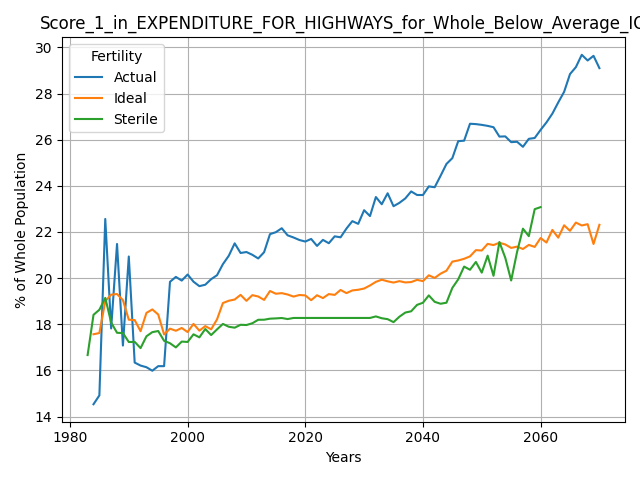 Score_1_in_EXPENDITURE_FOR_HIGHWAYS_for_Whole_Below_Average_IQ
Fertility
Actual
Ideal
Sterile
30
28
26
24
22
20
18
16
14
% of Whole Population
1980
2000
2020
2040
2060
Years